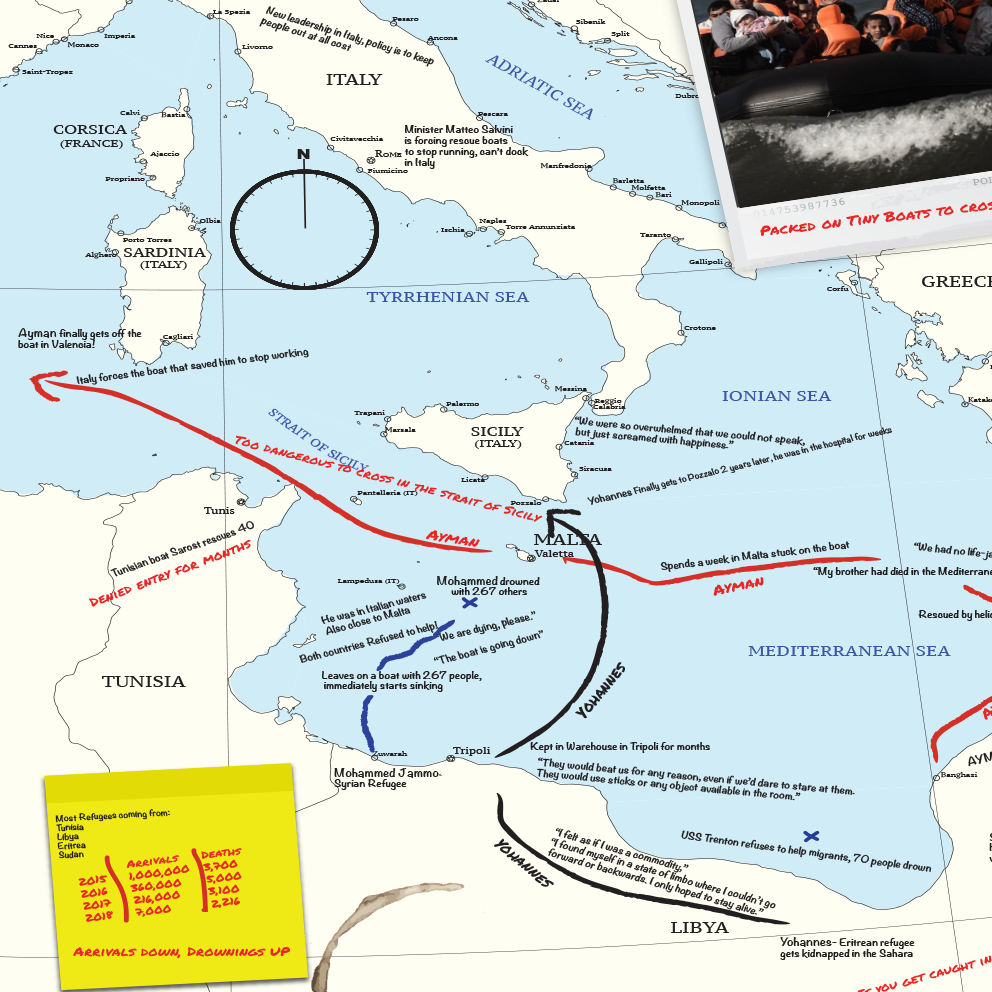 La Spezia
New leadership in Italy, policy is to keep
people out at all cost
Pesaro
Sibenik
Split
Nice
Monaco
Cannes
Imperia
Livorno
Ancona
Saint-Tropez
ITALY
ADRIATIC SEA
Calvi
Bastia
Pescara
CORSICA
(FRANCE)
Ajaccio
Propriano
Civitavecchia
Rome
Fiumicino
Minister Matteo Salvini
is forcing rescue boats
to stop running, can't dock
in Italy
N
Manfredonia
Barletta
Molfetta
Bari
Monopoli
014753987736
Packed on Tiny Boats to
Olbia
Porto Torres
Alghero
SARDINIA
(ITALY)
Ischia
Naples
Torre Annunziata
Taranto
Gallipoli
Corfu
GREECE
TYRRHENIAN SEA
Ayman finally gets off the
boat in Valencia!
Cagliari
Crotone
Italy forces the boat that saved him to stop working
Messina
Reggio
Calabria
IONIAN SEA
Palermo
Trapani
Marsala
STRAIT OF SICILY
SICILY
(ITALY)
Catania
"We were so overwhelmed that we could not speak,
but just screamed with happiness."
Too dangerous to cross in the strait of Sicily
Licata
Siracusa
Pozzalo
Yohannes Finally gets to Pozzalo 2 years later, he was in the hospital for weeks
Pantelleria (IT)
Tunis
Tunisian boat Sarost rescues 40
Denied entry for months
Ayman
MALTA
Valetta
Spends a week in Malta stuck on the boat
Ayman
"We had no
"My brother had died in the
Rescued by
Lampedusa (IT)
Mohammed drowned
with 267 others
He was in Italian waters
Also close to Malta
Both countries Refused to help!
"We are dying, please."
"The boat is going down"
Leaves on a boat with 267 people,
immediately starts sinking
MEDITERRANEAN SEA
TUNISIA
Yohannes
Zuwarah
Tripoli
Kept in Warehouse in Tripoli for months
Mohammed Jammo-
Syrian Refugee
"They would beat us for any reason, even if we'd dare to stare at them.
They would use sticks or any object available in the room."
Banghazi
Most Refugees coming from:
Tunisia
Libya
Eritrea
Sudan
Arrivals Deaths
2015 1,000,000 3,700
2016 360,000 5,000
2017 216,000 3,100
2018 7,000 2,216
Arrivals down, Drownings up
USS Trenton refuses to help migrants, 70 people drown
Yohannes
"I felt as if I was a commodity,"
"I found myself in a state of limbo where I couldn't go
forward or backwards. I only hoped to stay alive."
LIBYA
Yohannes- Eritrean refugee
gets kidnapped in the Sahara
you get caught in